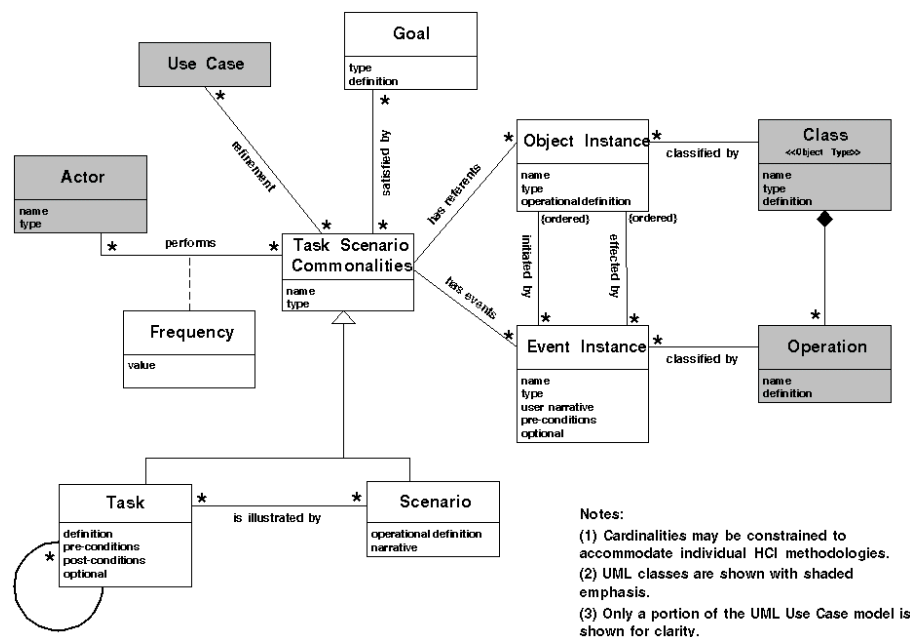 Goal
type
definition
Use Case
*
*
refinement
satisfied by
*
*
Actor
name
type
*
performs
*
Task Scenario
Commonalities
name
type
Frequency
value
has referents
*
has events
*
Object Instance
name
type
operational definition
{ordered}
{ordered}
initiated by
effected by
*
*
*
classified by
Class
<<Object Type>>
name
type
definition
*
Event Instance
name
type
user narrative
pre-conditions
optional
*
classified by
Operation
name
definition
Task
definition
pre-conditions
post-conditions
optional
*
*
is illustrated by
*
Scenario
operational definition
narrative
Notes:
(1) Cardinalities may be constrained to
accommodate individual HCI methodologies.
(2) UML classes are shown with shaded
emphasis.
(3) Only a portion of the UML Use Case model is
shown for clarity.